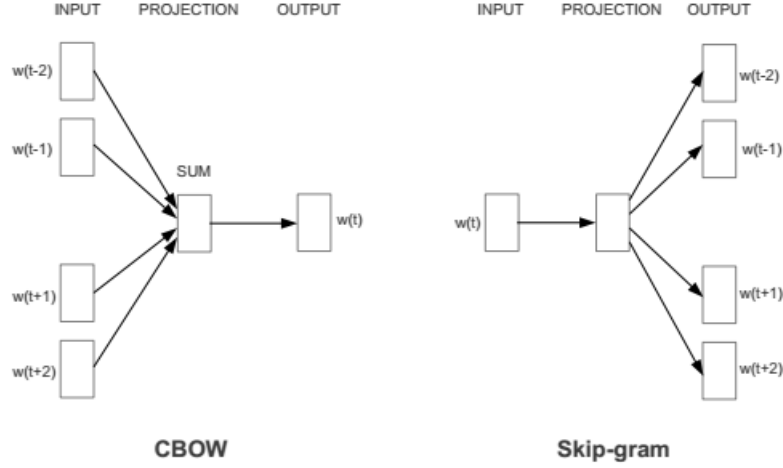 INPUT PROJECTION OUTPUT
w(t-2)
w(t-1)
SUM
w(t)
w(t+1)
w(t+2)
CBOW
INPUT PROJECTION OUTPUT
w(t-2)
w(t-1)
w(t)
w(t+1)
w(t+2)
Skip-gram